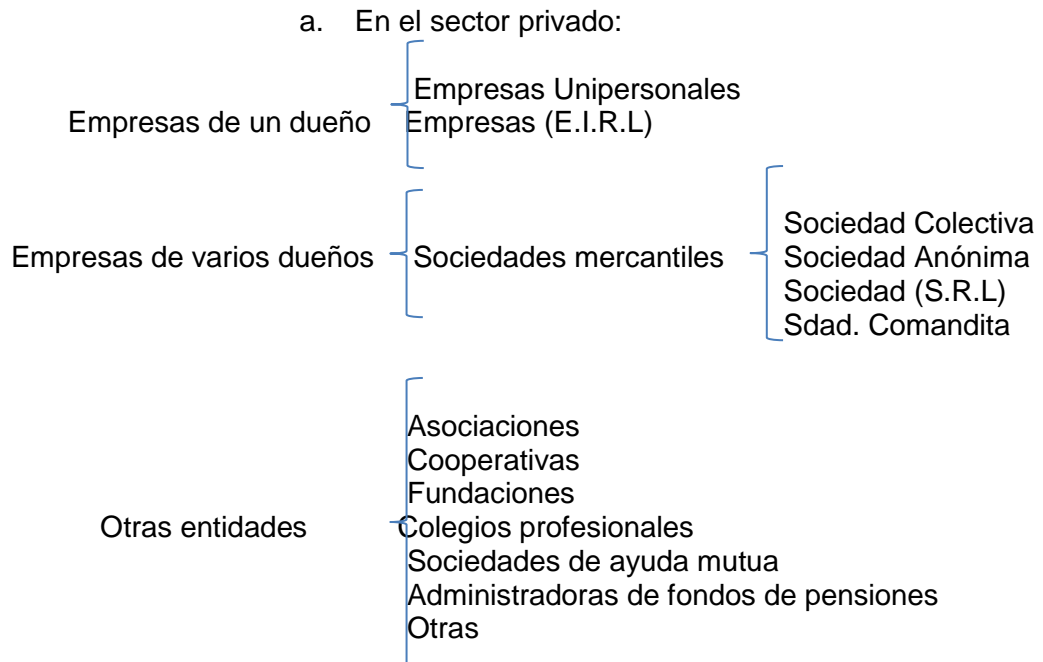 a. En el sector privado:
Empresas Unipersonales
Empresas de un dueño Empresas (E.I.R.L)
Sociedad Colectiva
Empresas de varios dueños Sociedades mercantiles Sociedad Anónima
Sociedad (S.R.L)
Sdad. Comandita
Asociaciones
Cooperativas
Fundaciones
Otras entidades Colegios profesionales
Sociedades de ayuda mutua
Administradoras de fondos de pensiones
Otras